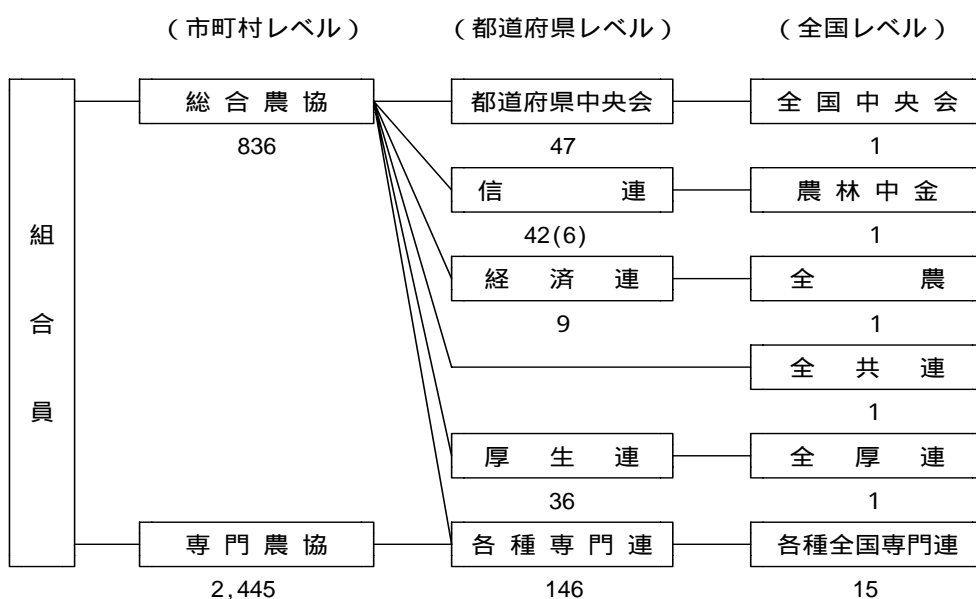 (市町村レベル) (都道府県レベル) (全国レベル)
総合農協 都道府県中央会 全国中央会
836 47 1
信連 農林中金
42(6) 1
経済連 全農
9 1
全共連
1
厚生連 全厚連
36 1
専門農協 各種専門連 各種全国専門連
2,445 146 15
組合員